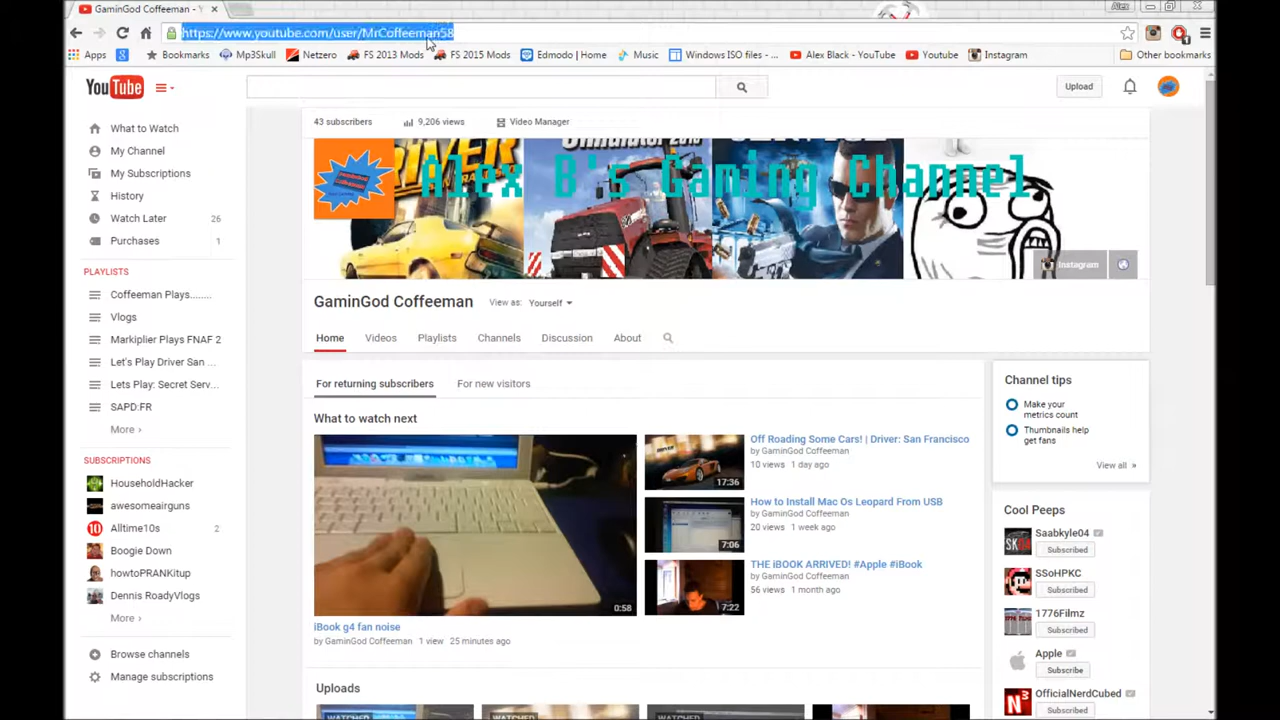 GaminGod Coffeeman - Y
Alex
https://www.youtube.com/user/MrCoffeeman58
Apps Bookmarks Mp3Skull Netzero FS 2013 Mods FS 2015 Mods Edmodo | Home Music Windows ISO files - ... Alex Black - YouTube Youtube Instagram Other bookmarks
YouTube Upload
43 subscribers 9,206 views Video Manager
Alex B's Gaming Channel
Instagram
GaminGod Coffeeman View as: Yourself
Home Videos Playlists Channels Discussion About
What to Watch
My Channel
My Subscriptions
History
Watch Later 26
Purchases 1
PLAYLISTS
Coffeeman Plays........
Vlogs
Markiplier Plays FNAF 2
Let's Play Driver San ...
Lets Play: Secret Serv...
SAPD:FR
More ›
SUBSCRIPTIONS
HouseholdHacker
awesomeairguns
Alltime10s 2
Boogie Down
howtoPRANKitup
Dennis RoadyVlogs
More ›
Browse channels
Manage subscriptions
For returning subscribers For new visitors
What to watch next
0:58
iBook g4 fan noise
by GaminGod Coffeeman 1 view 25 minutes ago
17:36
Off Roading Some Cars! | Driver: San Francisco
by GaminGod Coffeeman
10 views 1 day ago
7:06
How to Install Mac Os Leopard From USB
by GaminGod Coffeeman
20 views 1 week ago
7:22
THE iBOOK ARRIVED! #Apple #iBook
by GaminGod Coffeeman
56 views 1 month ago
Uploads
WATCHED WATCHED WATCHED
Channel tips
Make your
metrics count
Thumbnails help
get fans
View all »
Cool Peeps
Saabkyle04
Subscribed
SSoHPKC
Subscribed
1776Filmz
Subscribed
Apple
Subscribe
OfficialNerdCubed
Subscribed